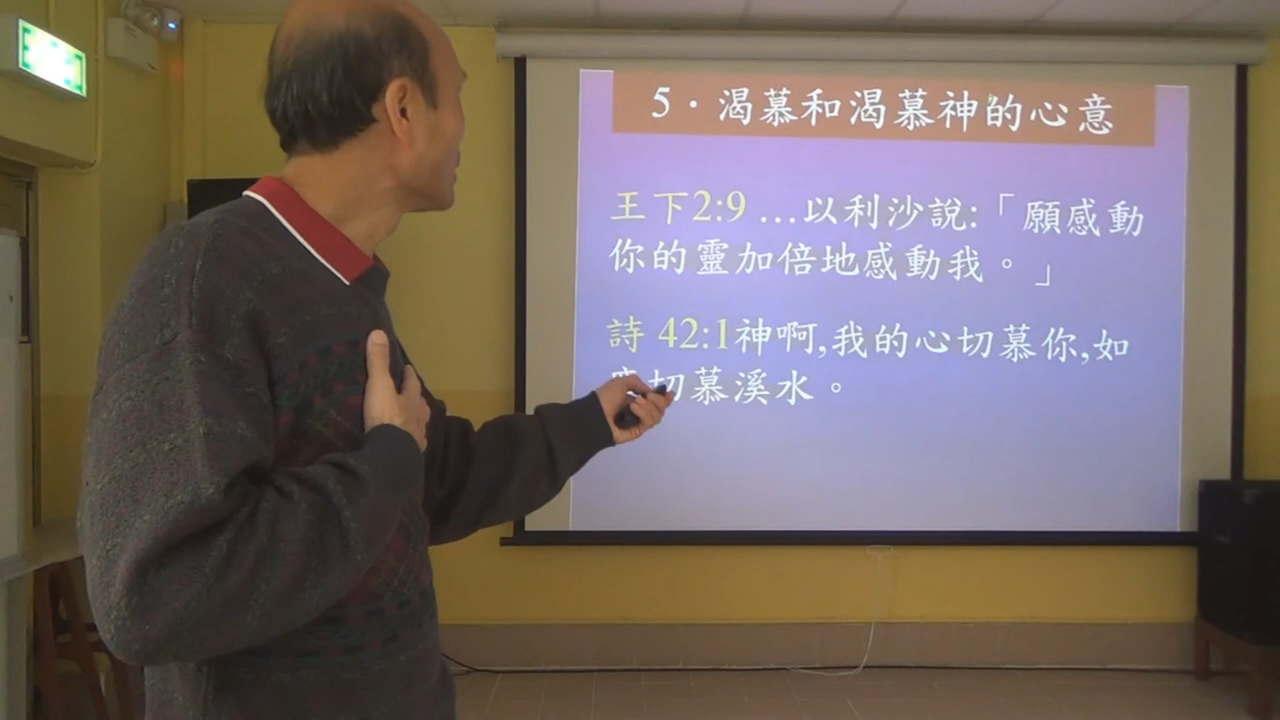 5．渴慕和渴慕神的心意
王下2:9 …以利沙說:「願感動
你的靈加倍地感動我。」
詩 42:1神啊,我的心切慕你,如
切慕溪水。